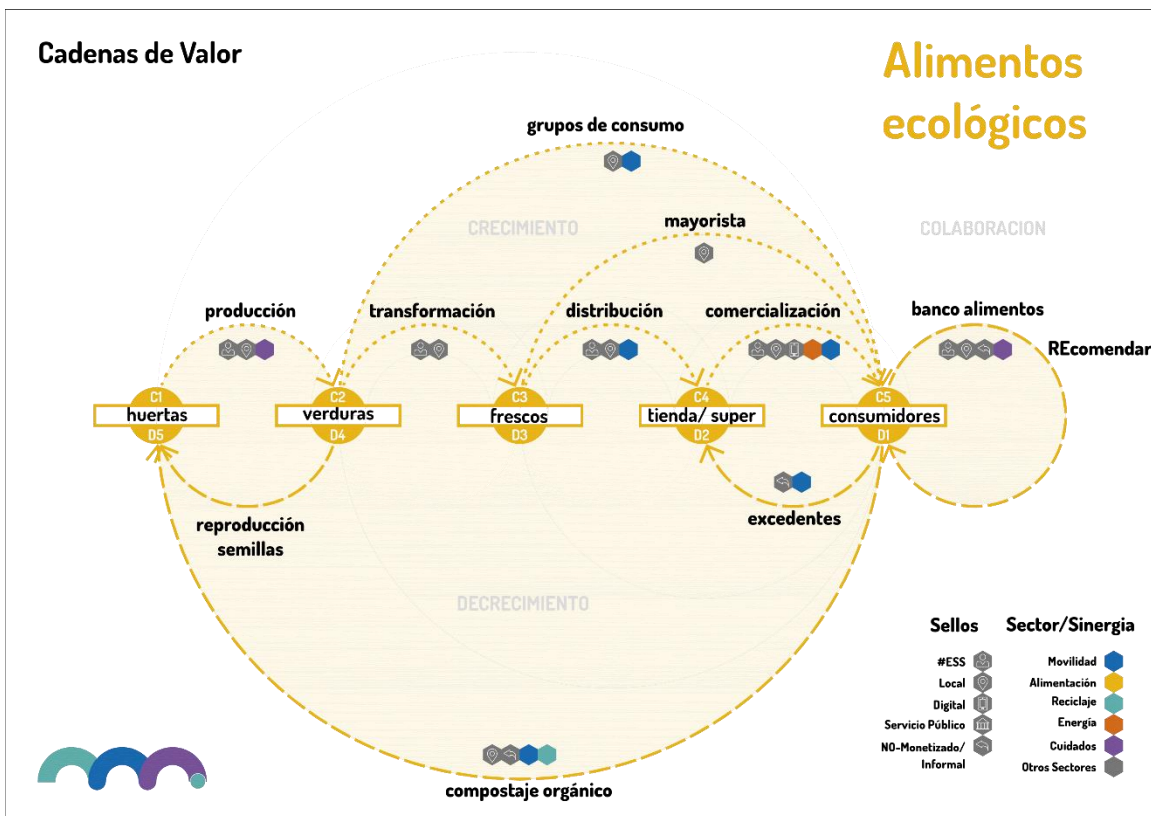 Cadenas de Valor
Alimentos
ecológicos
grupos de consumo
CRECIMIENTO
mayorista
COLABORACION
producción
transformación
distribución
comercialización
banco alimentos
REcomendar
C1
huertas
D5
C2
verduras
D4
C3
frescos
D3
C4
tienda/ super
D2
C5
consumidores
D1
reproducción
semillas
excedentes
DECRECIMIENTO
compostaje orgánico
Sellos
#ESS
Local
Digital
Servicio Público
NO-Monetizado/
Informal
Sector/Sinergia
Movilidad
Alimentación
Reciclaje
Energía
Cuidados
Otros Sectores